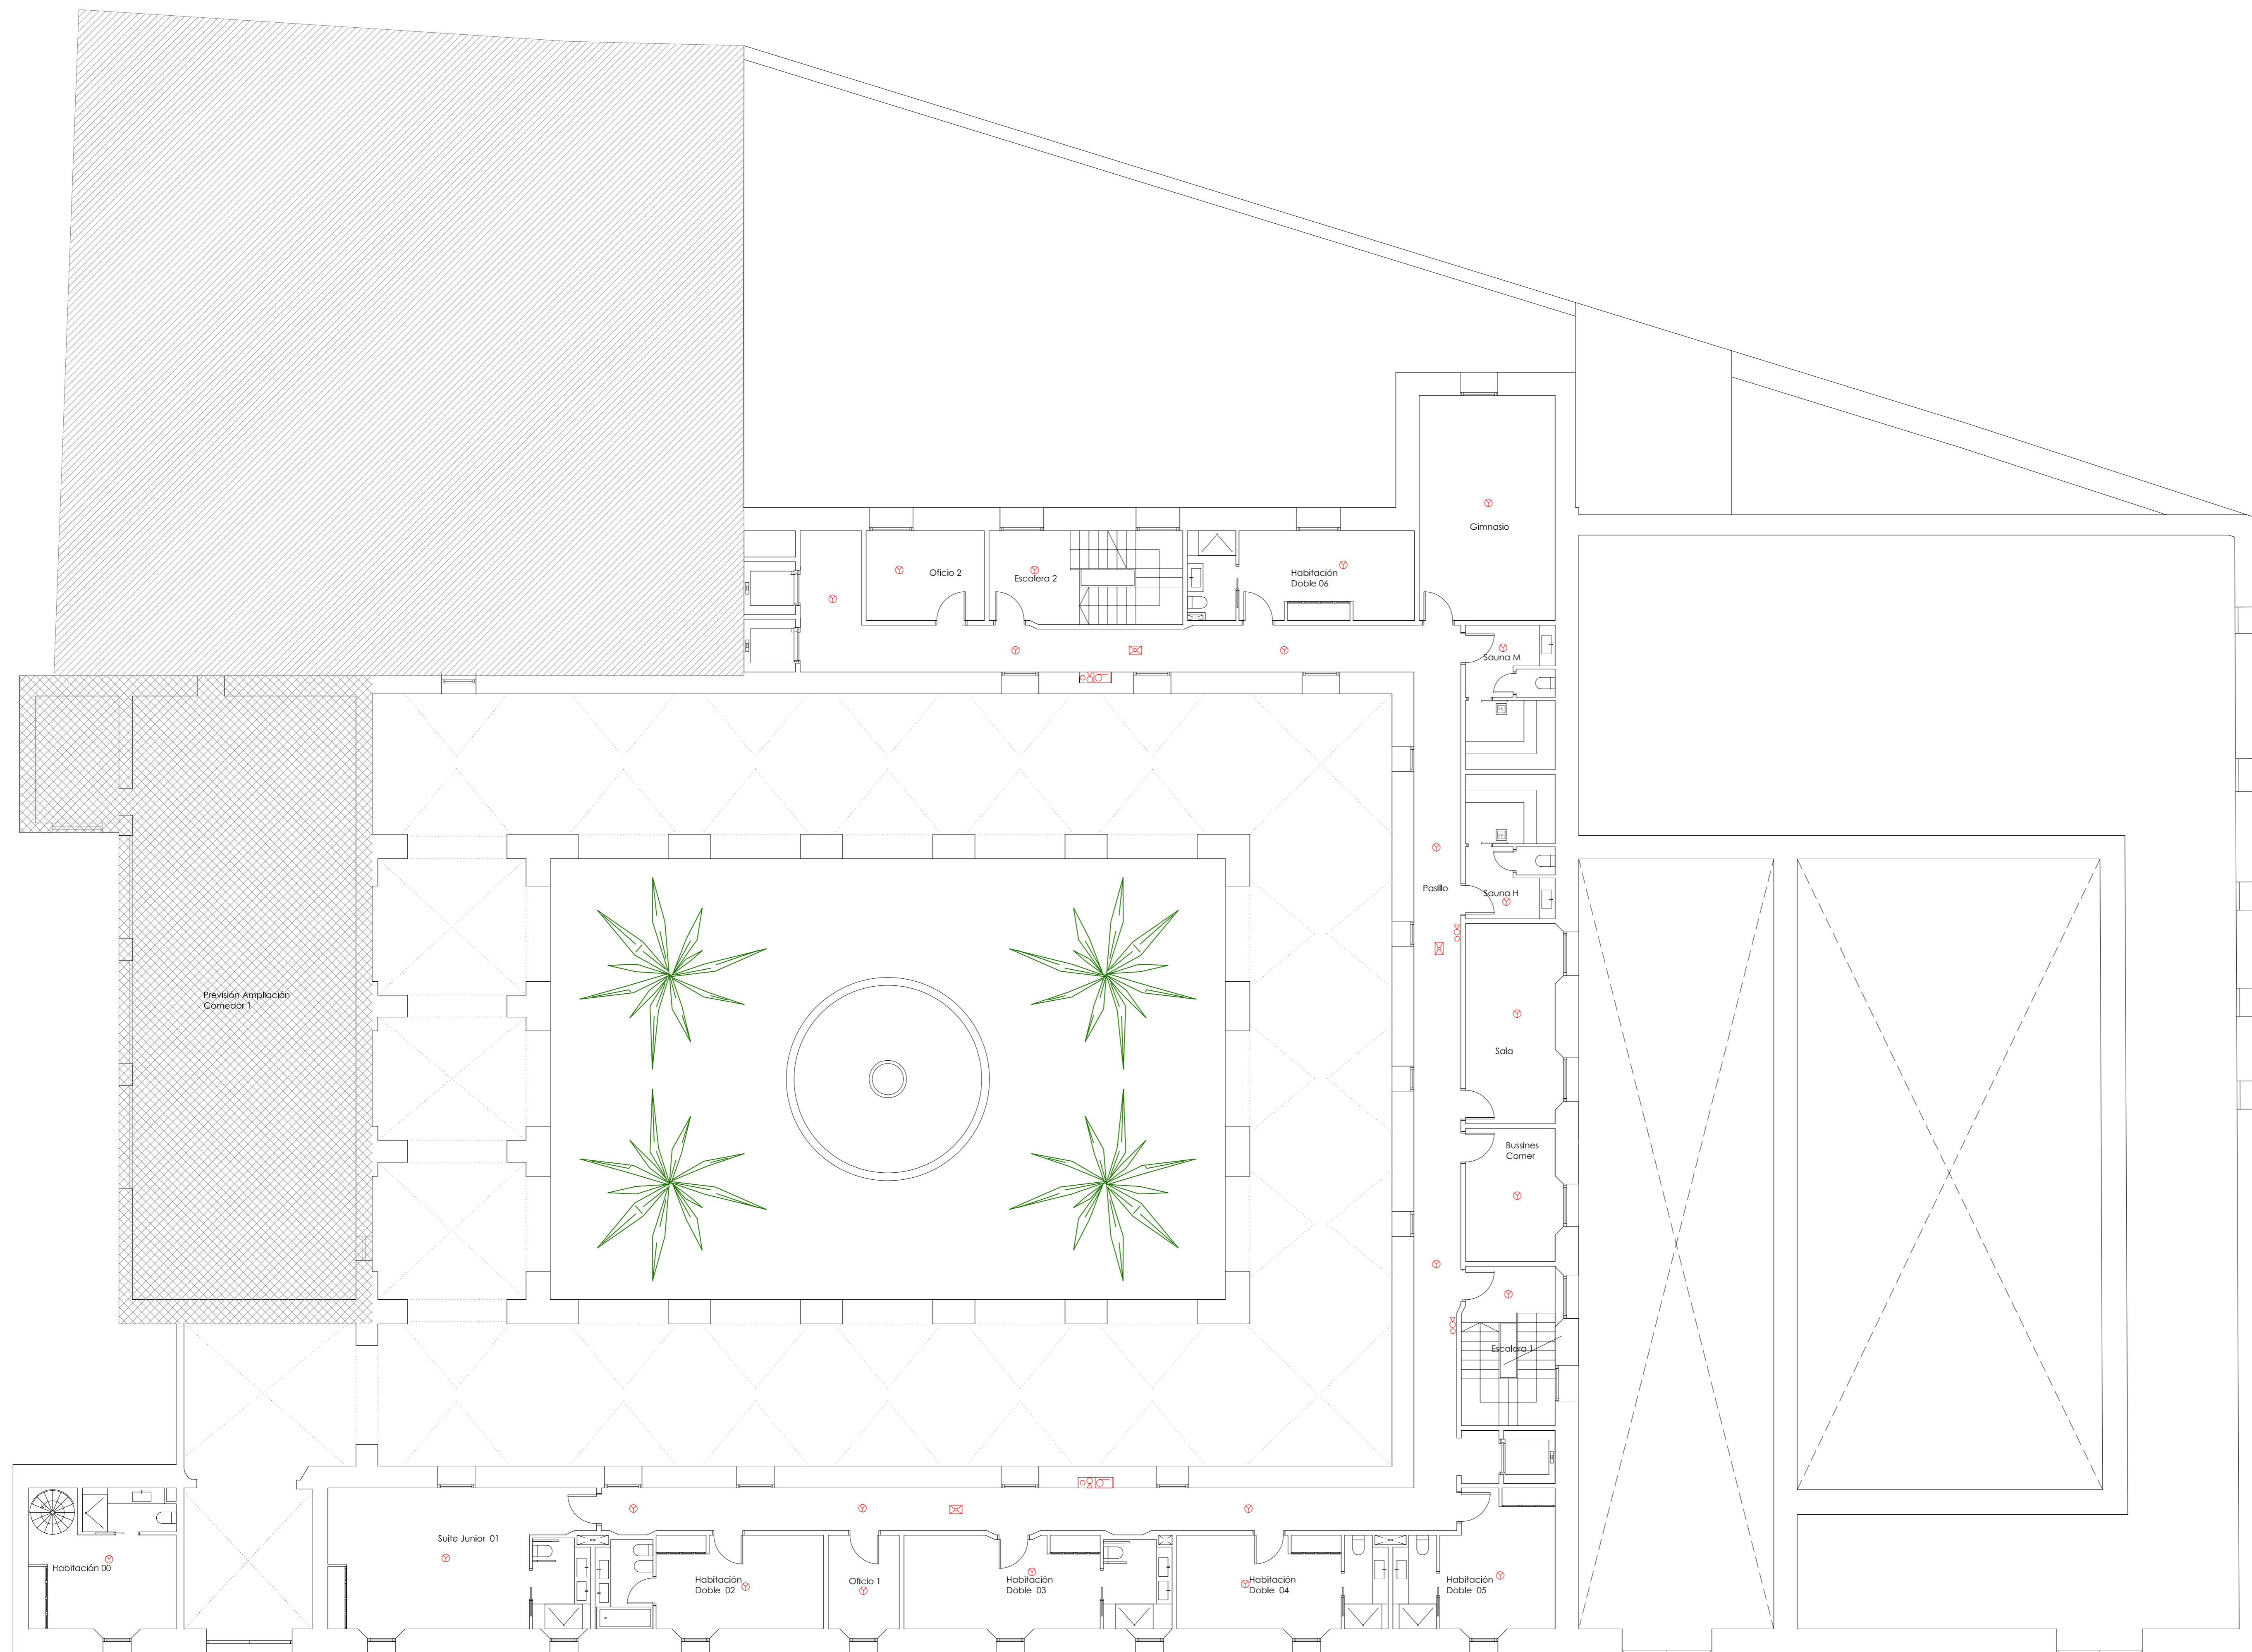 Gimnasio
Oficio 2
Escalera 2
Habitación
Doble 06
Sauna M
Pasillo
Sauna H
Previsión Ampliación
Comedor 1
Sala
Bussines
Corner
Escalera 1
Suite Junior 01
Habitación 00
Habitación
Doble 02
Oficio 1
Habitación
Doble 03
Habitación
Doble 04
Habitación
Doble 05